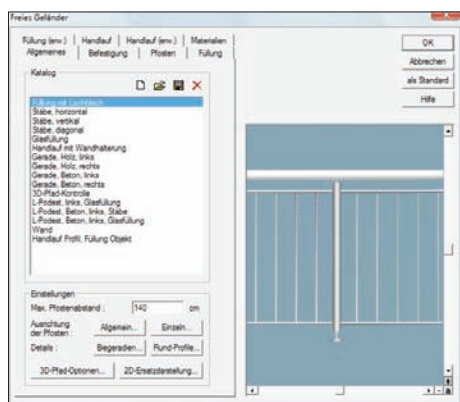 Freies Geländer
Füllung (erw.) Handlauf Handlauf (erw.) Materialien
Allgemeines Befestigung Pfosten Füllung
OK
Abbrechen
als Standard
Hilfe
Katalog
Füllung mit Lochblech
Stäbe, horizontal
Stäbe, vertikal
Stäbe, diagonal
Glasfüllung
Handlauf mit Wandhalterung
Gerade, Holz, links
Gerade, Holz, rechts
Gerade, Beton, links
Gerade, Beton, rechts
3D-Pfad-Kontrolle
L-Podest, links, Glasfüllung
L-Podest, Beton, links, Stäbe
L-Podest, Beton, links, Glasfüllung
Wand
Handlauf Profil, Füllung Objekt
Einstellungen
Max. Pfostenabstand : 140 cm
Ausrichtung der Pfosten : Allgemein... Einzeln...
Details : Biegeradien... Rund-Profile...
3D-Pfad-Optionen... 2D-Ersatzdarstellung...